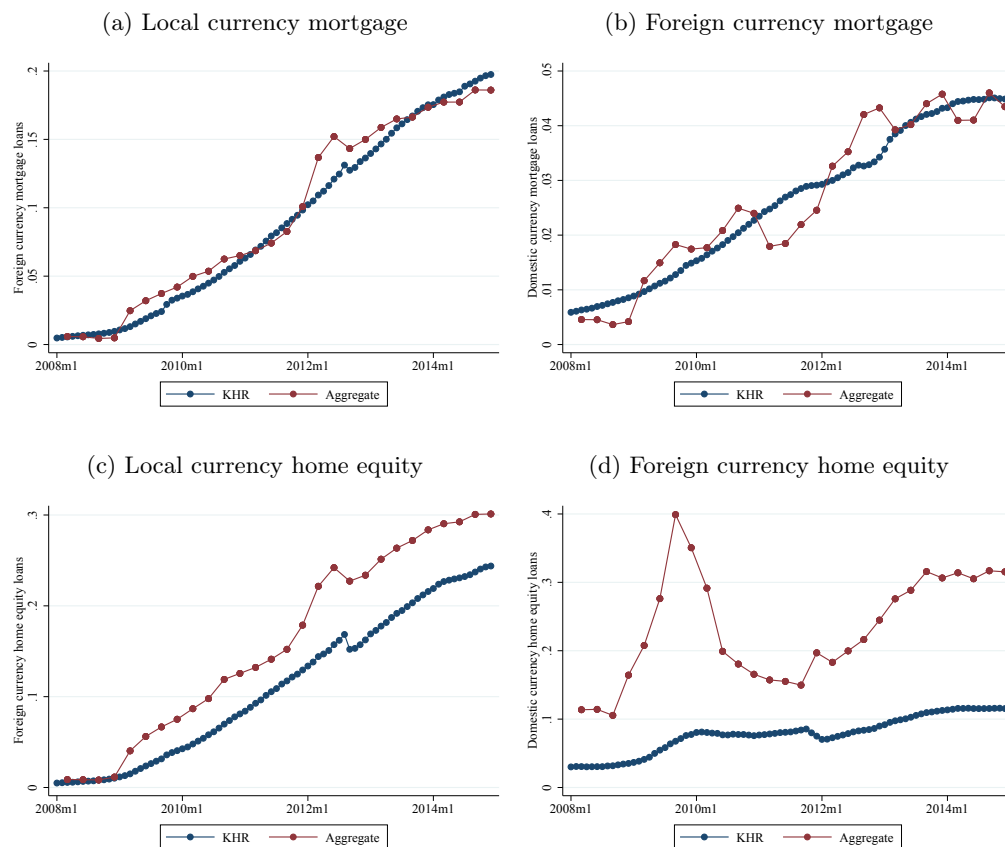 (a) Local currency mortgage
Foreign currency mortgage loans
.2
.15
.1
.05
0
2008m1 2010m1 2012m1 2014m1
KHR Aggregate
(b) Foreign currency mortgage
Domestic currency mortgage loans
.05
.04
.03
.02
.01
0
2008m1 2010m1 2012m1 2014m1
KHR Aggregate
(c) Local currency home equity
Foreign currency home equity loans
.3
.2
.1
0
2008m1 2010m1 2012m1 2014m1
KHR Aggregate
(d) Foreign currency home equity
Domestic currency home equity loans
.4
.3
.2
.1
0
2008m1 2010m1 2012m1 2014m1
KHR Aggregate